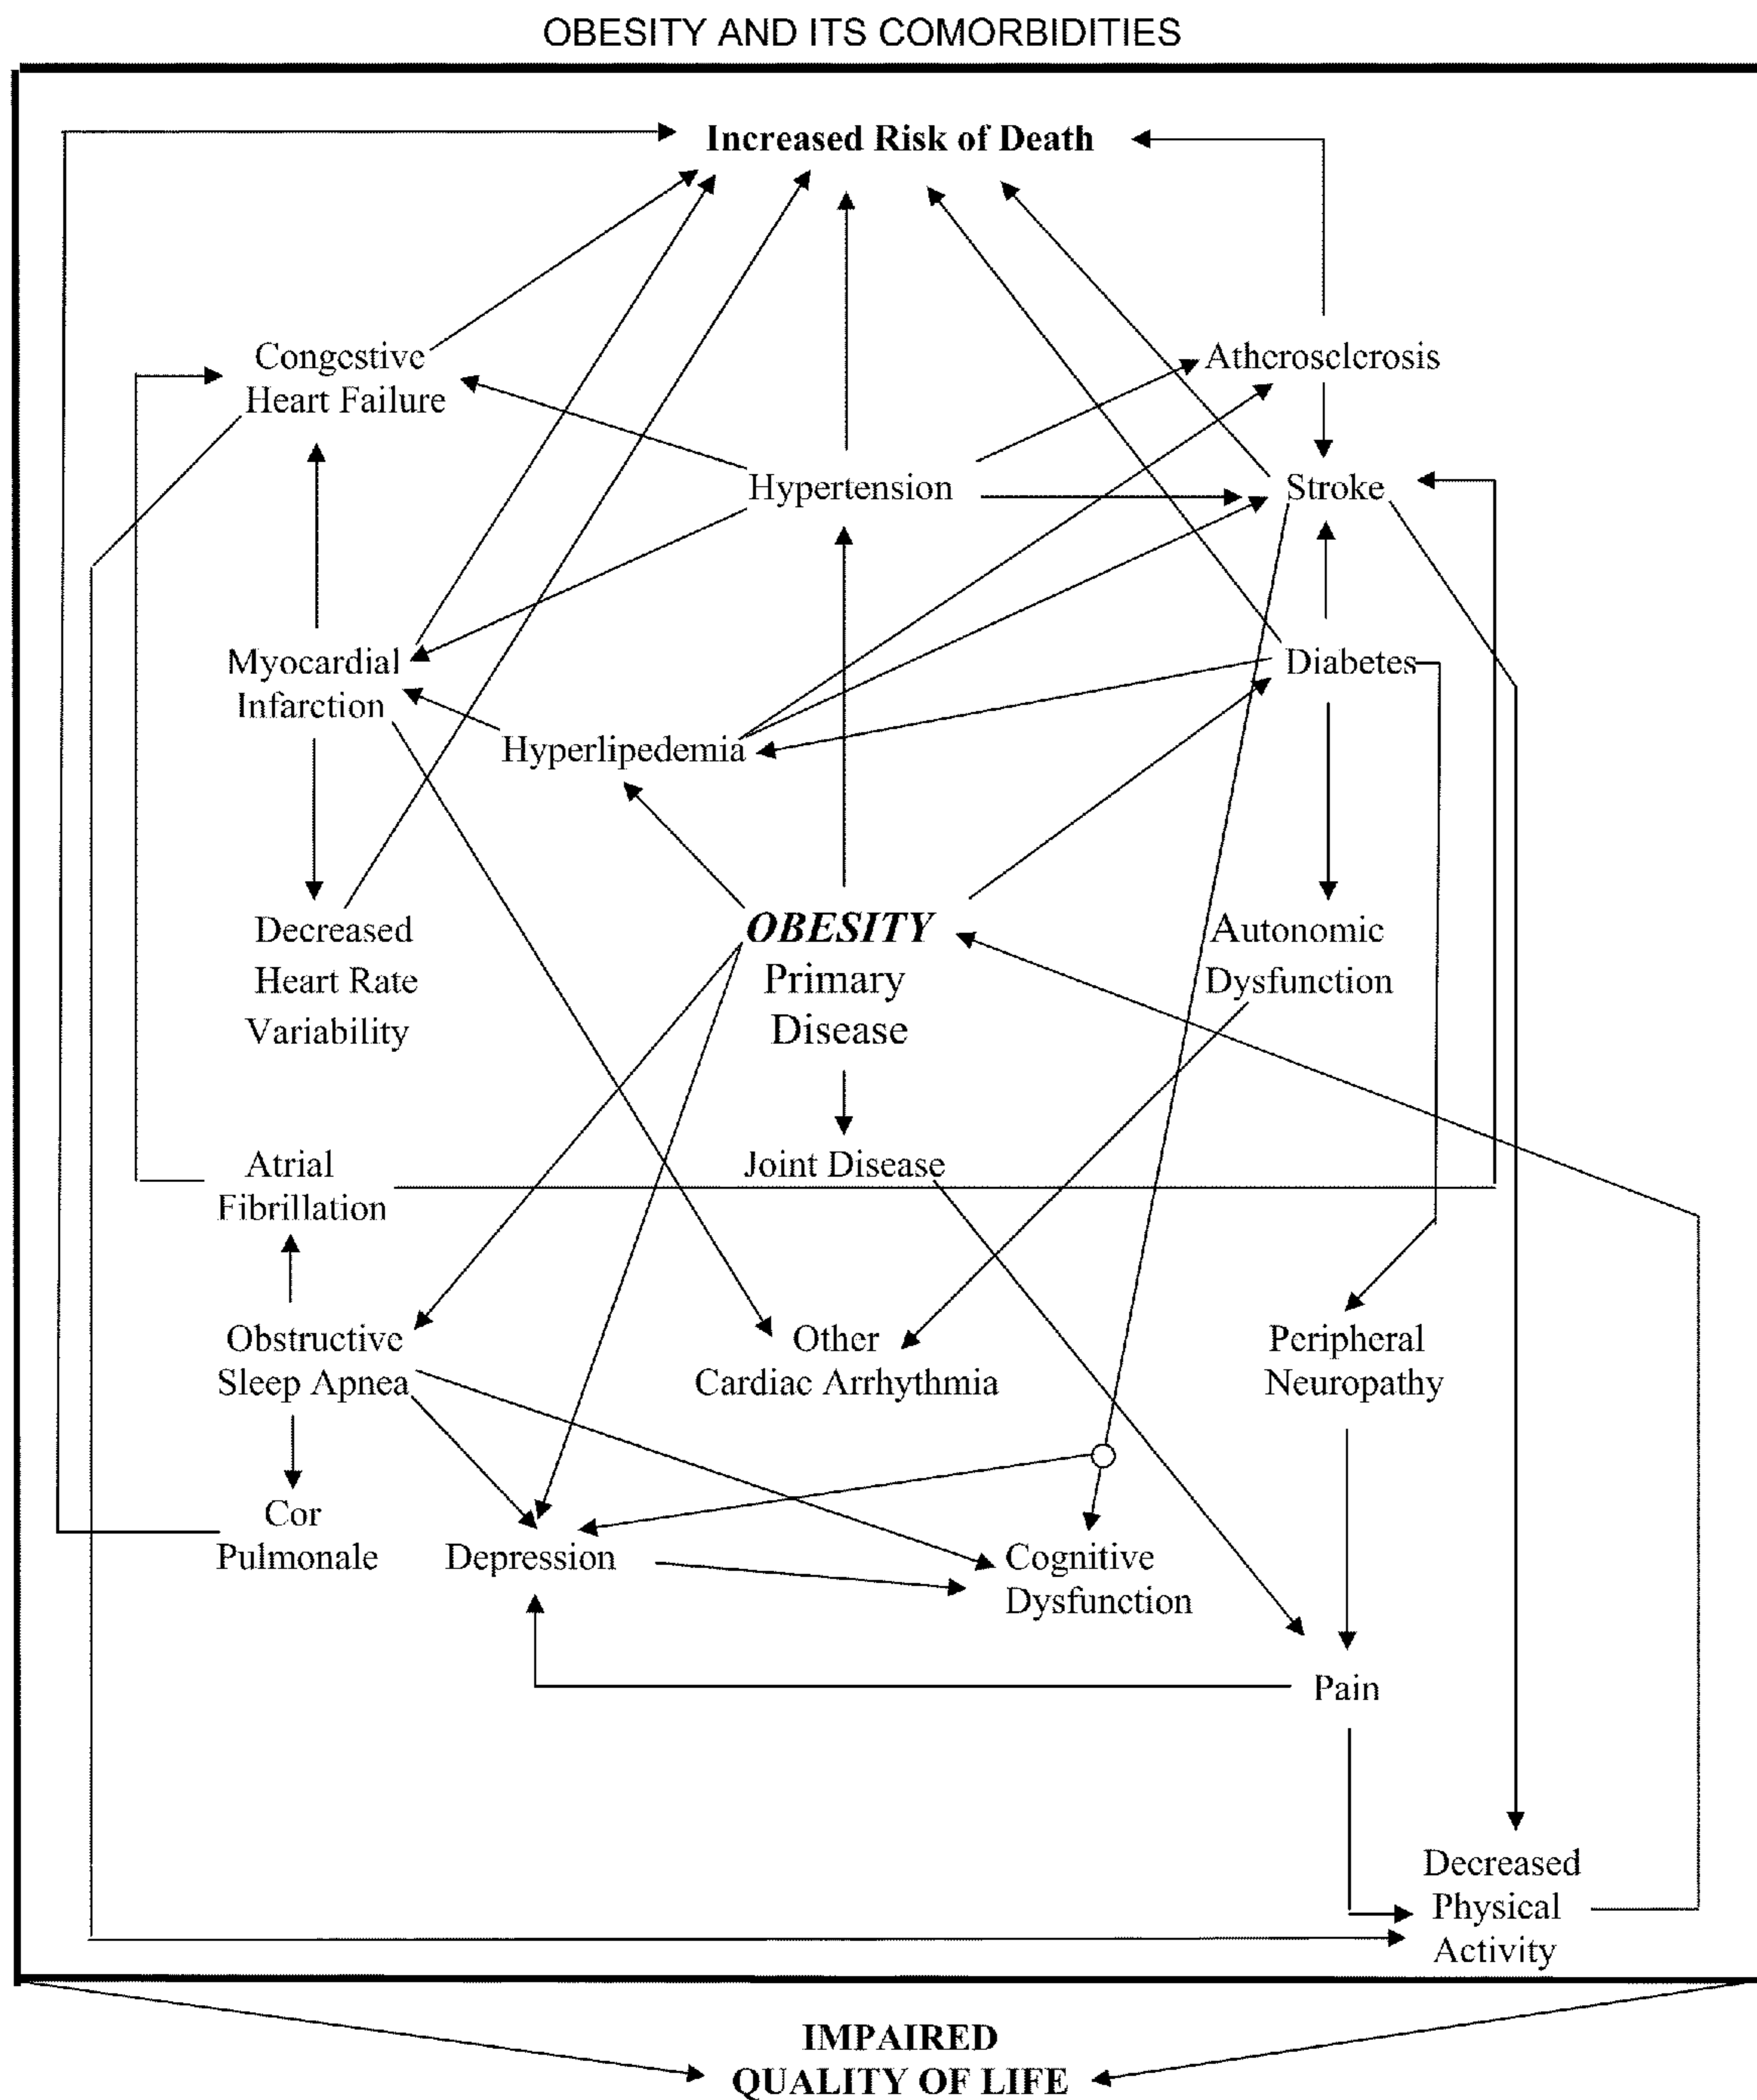 OBESITY AND ITS COMORBIDITIES
Increased Risk of Death
Congestive
Heart Failure
Atherosclerosis
Hypertension
Stroke
Myocardial
Infarction
Diabetes
Hyperlipedemia
OBESITY
Primary
Disease
Decreased
Heart Rate
Variability
Autonomic
Dysfunction
Atrial
Fibrillation
Joint Disease
Obstructive
Sleep Apnea
Other
Cardiac Arrhythmia
Peripheral
Neuropathy
Cor
Pulmonale
Depression
Cognitive
Dysfunction
Pain
Decreased
Physical
Activity
IMPAIRED
QUALITY OF LIFE